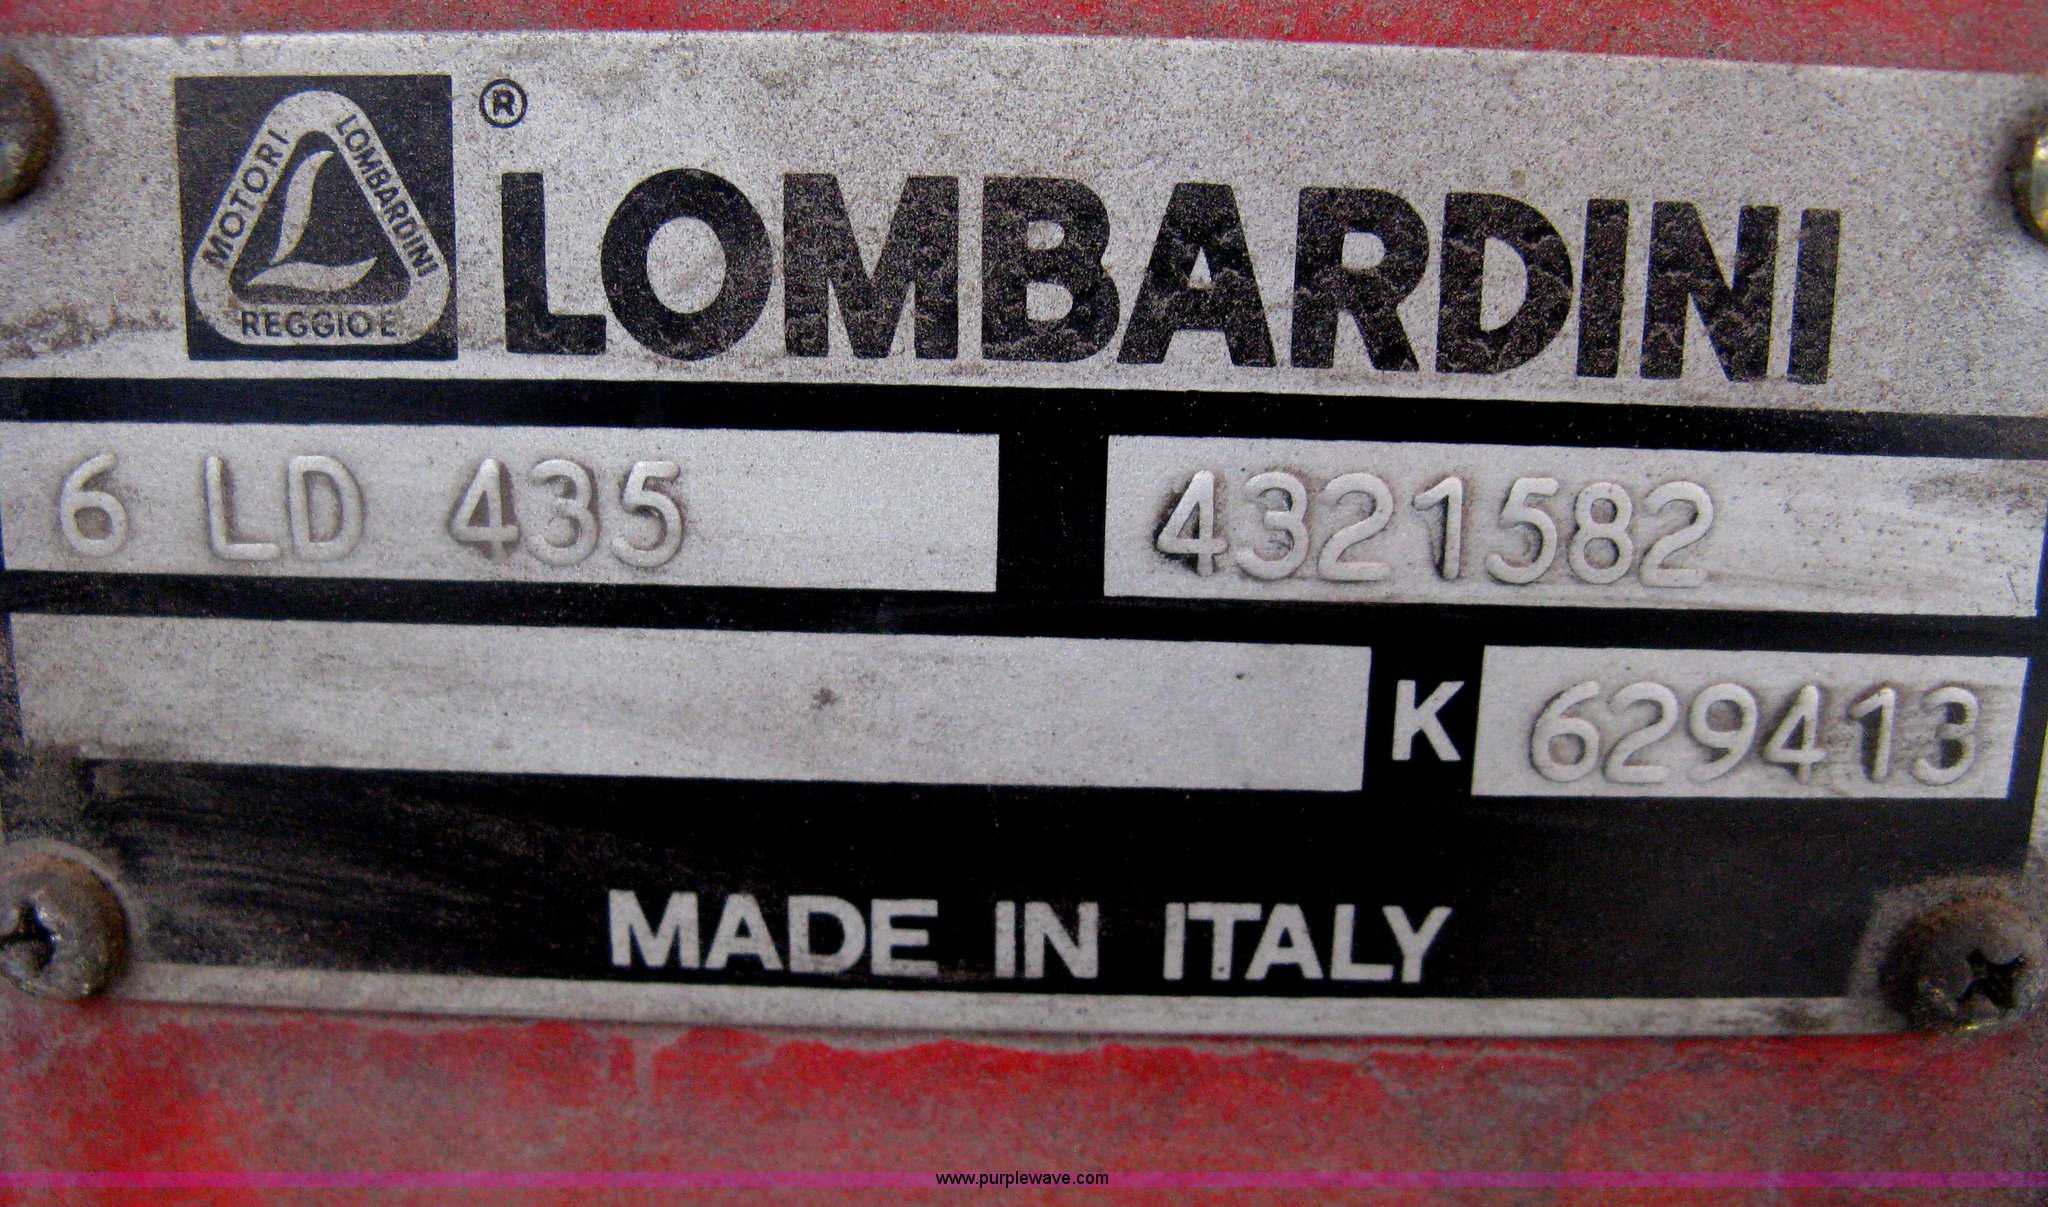 MOTORI
LOMBARDINI
REGGIO E
®
LOMBARDINI
6 LD 435
4321582
K 629413
MADE IN ITALY
www.purplewave.com